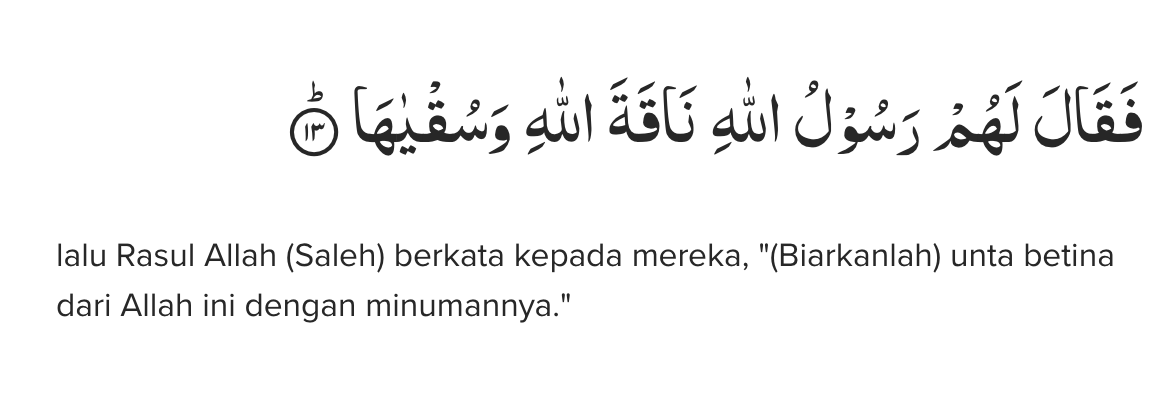 فَقَالَ لَهُمْ رَسُوْلُ اللّٰهِ نَاقَةَ اللّٰهِ وَسُقْيٰهَا ۗ ١٣
lalu Rasul Allah (Saleh) berkata kepada mereka, "(Biarkanlah) unta betina
dari Allah ini dengan minumannya."